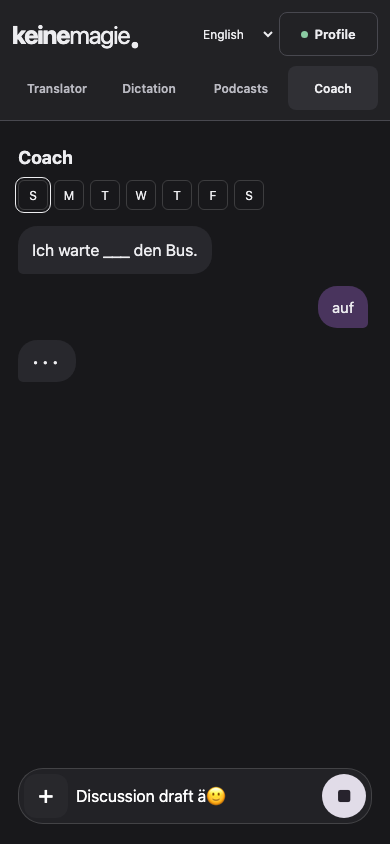 keinemagie.
English
Profile
Translator Dictation Podcasts Coach
Coach
S M T W T F S
Ich warte ___ den Bus.
auf
...
+ Discussion draft ä🙂